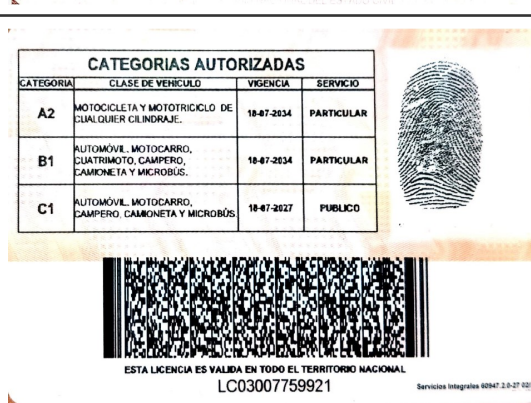 CATEGORIAS AUTORIZADAS
CATEGORIA CLASE DE VEHICULO VIGENCIA SERVICIO
A2 MOTOCICLETA Y MOTOTRICICLO DE CUALQUIER CILINDRAJE. 18-07-2034 PARTICULAR
B1 AUTOMÓVIL, MOTOCARRO, CUATRIMOTO, CAMPERO, CAMIONETA Y MICROBÚS. 18-07-2034 PARTICULAR
C1 AUTOMÓVIL, MOTOCARRO, CAMPERO, CAMIONETA Y MICROBÚS. 18-07-2027 PUBLICO
ESTA LICENCIA ES VALIDA EN TODO EL TERRITORIO NACIONAL
LC03007759921
Servicios Integrales